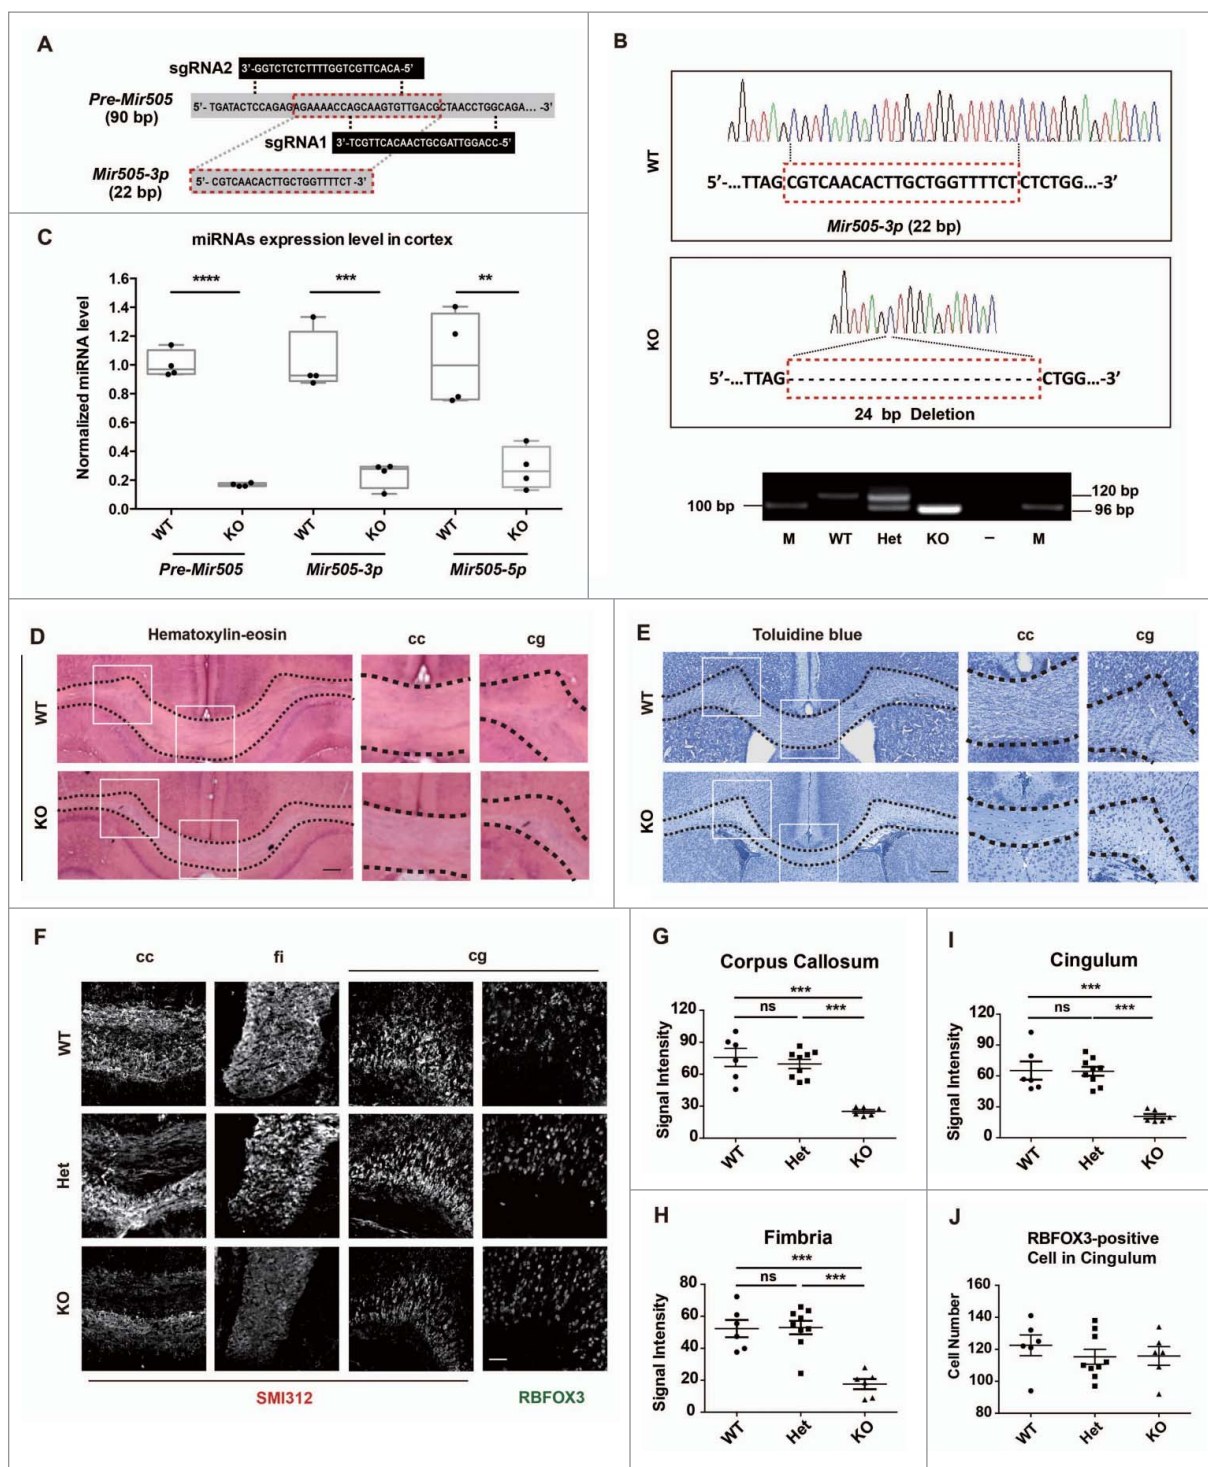 A
sgRNA2 3’-GGTCTCTCTTTTGGTCGTTCACA-5’
Pre-Mir505
(90 bp)
5’- TGATACTCCAGAGAGAAAACCAGCAAGTGTTGACGCTAACCTGGCAGA... -3’
sgRNA1 3’-TCGTTCACAACTGCGATTGGACC-5’
Mir505-3p
(22 bp)
5’- CGTCAACACTTGCTGGTTTTCT -3’
B
WT
5’-...TTAG CGTCAACACTTGCTGGTTTTCT CTCTGG...-3’
Mir505-3p (22 bp)
KO
5’-...TTAG------------------------CTGG...-3’
24 bp Deletion
100 bp
120 bp
96 bp
M WT Het KO – M
C
miRNAs expression level in cortex
Normalized miRNA level
1.6
1.4
1.2
1.0
0.8
0.6
0.4
0.2
0.0
**** *** **
WT KO WT KO WT KO
Pre-Mir505 Mir505-3p Mir505-5p
D
Hematoxylin-eosin cc cg
WT
KO
E
Toluidine blue cc cg
WT
KO
F
cc fi cg
WT
Het
KO
SMI312 RBFOX3
G
Corpus Callosum
***
ns ***
Signal Intensity
120
90
60
30
0
WT Het KO
H
Fimbria
***
ns ***
Signal Intensity
80
60
40
20
0
WT Het KO
I
Cingulum
***
ns ***
Signal Intensity
120
90
60
30
0
WT Het KO
J
RBFOX3-positive
Cell in Cingulum
Cell Number
160
140
120
100
80
WT Het KO